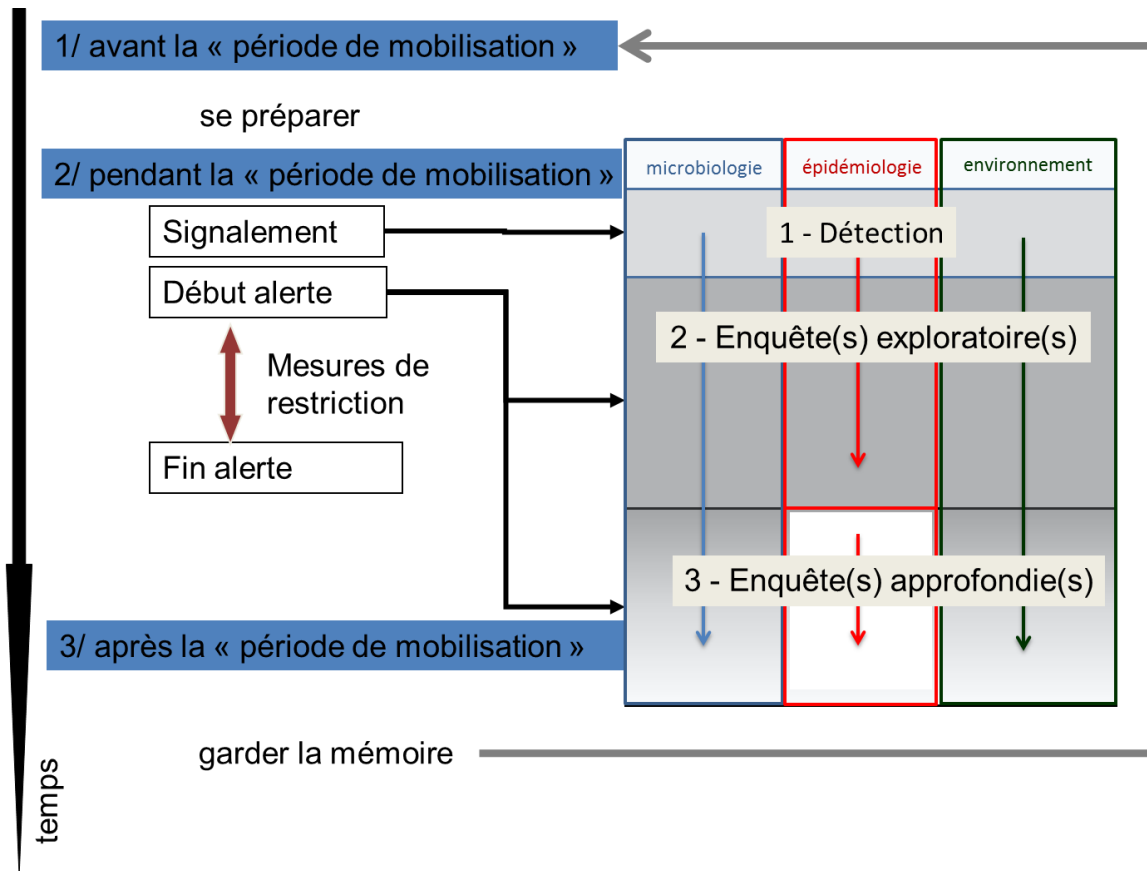 1/ avant la « période de mobilisation »
se préparer
2/ pendant la « période de mobilisation »
microbiologie
épidémiologie
environnement
Signalement
1 - Détection
Début alerte
2 - Enquête(s) exploratoire(s)
Mesures de
restriction
Fin alerte
3 - Enquête(s) approfondie(s)
3/ après la « période de mobilisation »
garder la mémoire
temps